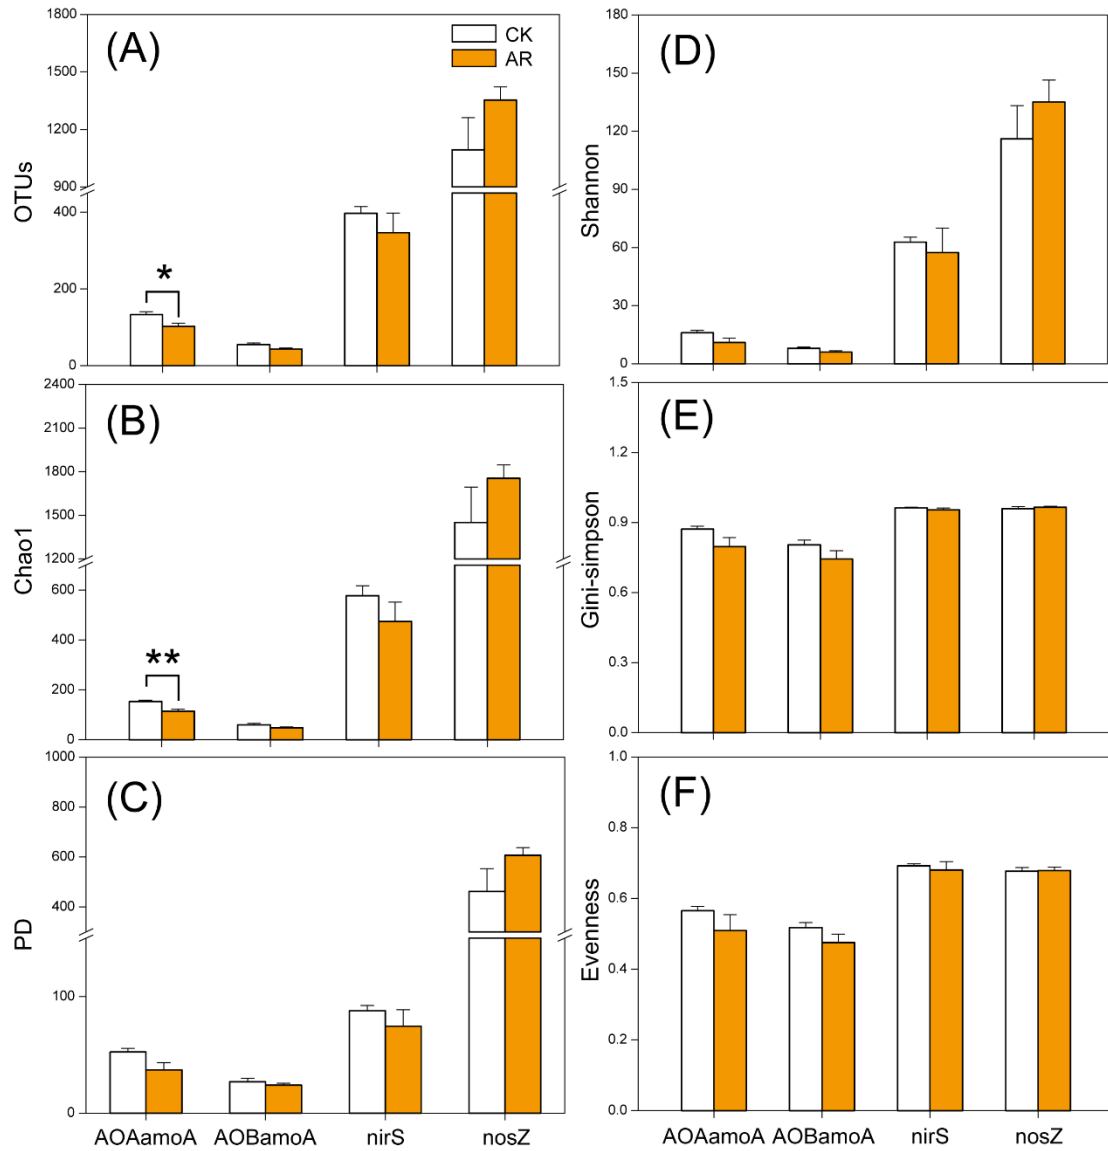 (A)
CK
AR
1800
1500
1200
900
400
200
0
OTUs
*
(B)
2400
2100
1800
1500
1200
600
400
200
0
Chao1
**
(C)
1000
800
600
400
100
0
PD
AOAamoA AOBamoA nirS nosZ
(D)
180
150
120
90
60
30
0
Shannon
(E)
1.5
1.2
0.9
0.6
0.3
0.0
Gini-simpson
(F)
1.0
0.8
0.6
0.4
0.2
0.0
Evenness
AOAamoA AOBamoA nirS nosZ